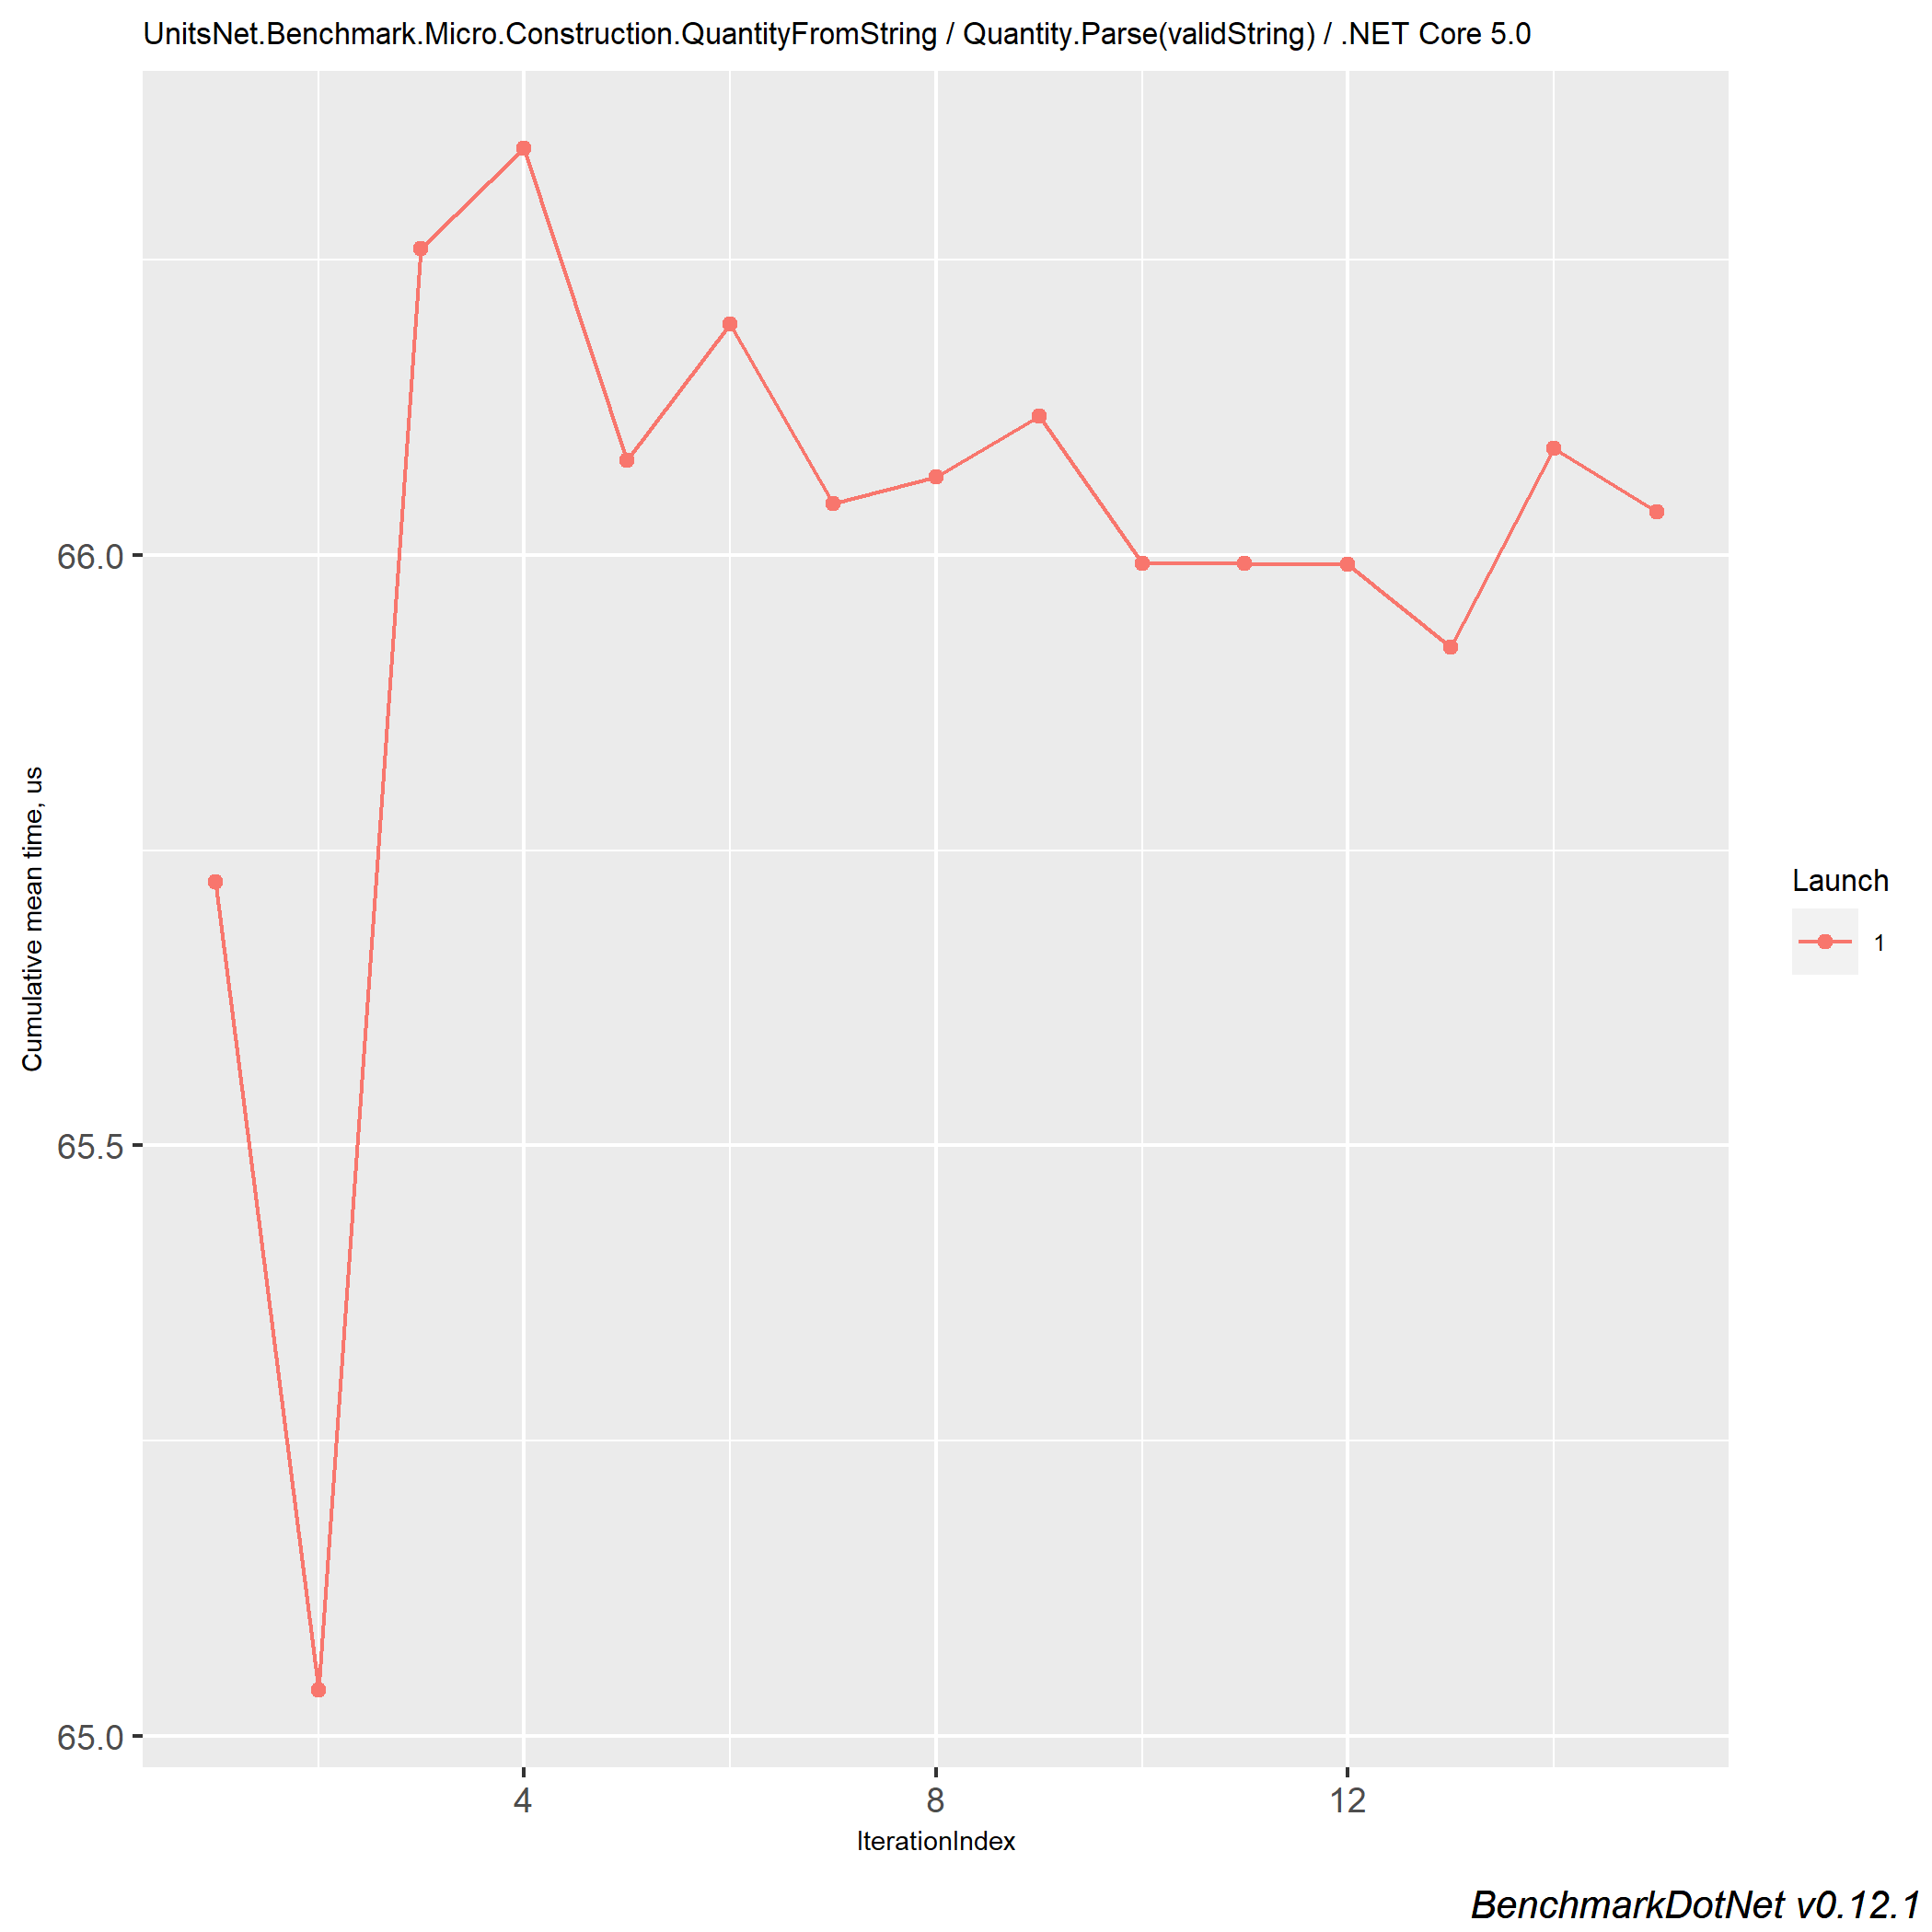 UnitsNet.Benchmark.Micro.Construction.QuantityFromString / Quantity.Parse(validString) / .NET Core 5.0
66.0
65.5
65.0
Cumulative mean time, us
4 8 12
IterationIndex
Launch
1
BenchmarkDotNet v0.12.1